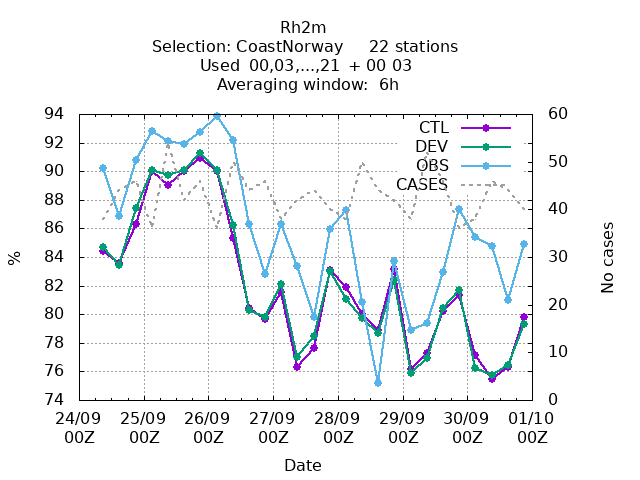 Rh2m
Selection: CoastNorway 22 stations
Used 00,03,...,21 + 00 03
Averaging window: 6h
94
92
90
88
86
84
82
80
78
76
74
%
60
50
40
30
20
10
0
No cases
CTL
DEV
OBS
CASES
24/09 25/09 26/09 27/09 28/09 29/09 30/09 01/10
00Z 00Z 00Z 00Z 00Z 00Z 00Z 00Z
Date